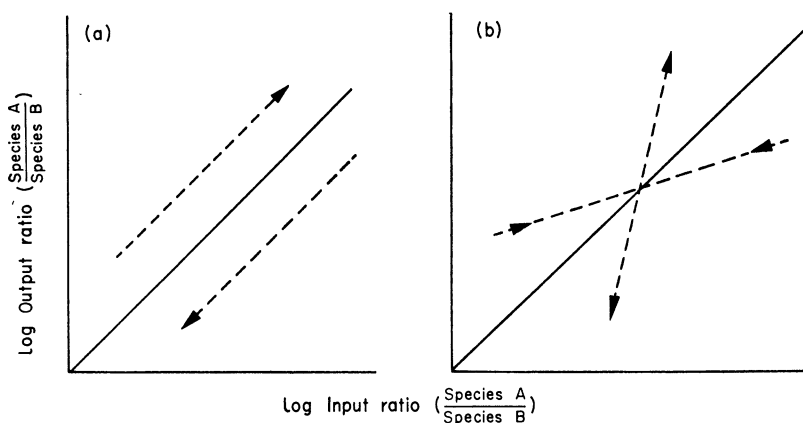 (a)
(b)
Log Output ratio (Species A / Species B)
Log Input ratio (Species A / Species B)